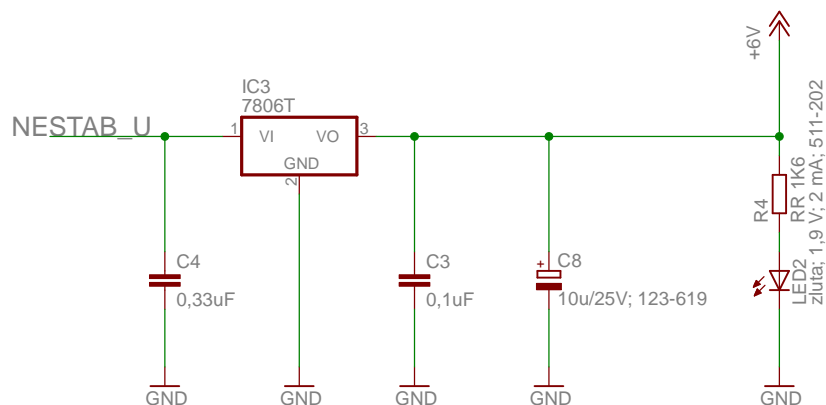 +6V
IC3
7806T
NESTAB_U
1
VI
VO
3
GND
2
C4
0,33uF
C3
0,1uF
+
C8
10u/25V; 123-619
R4
RR 1K6
LED2
zluta; 1,9 V; 2 mA; 511-202
GND
GND
GND
GND
GND